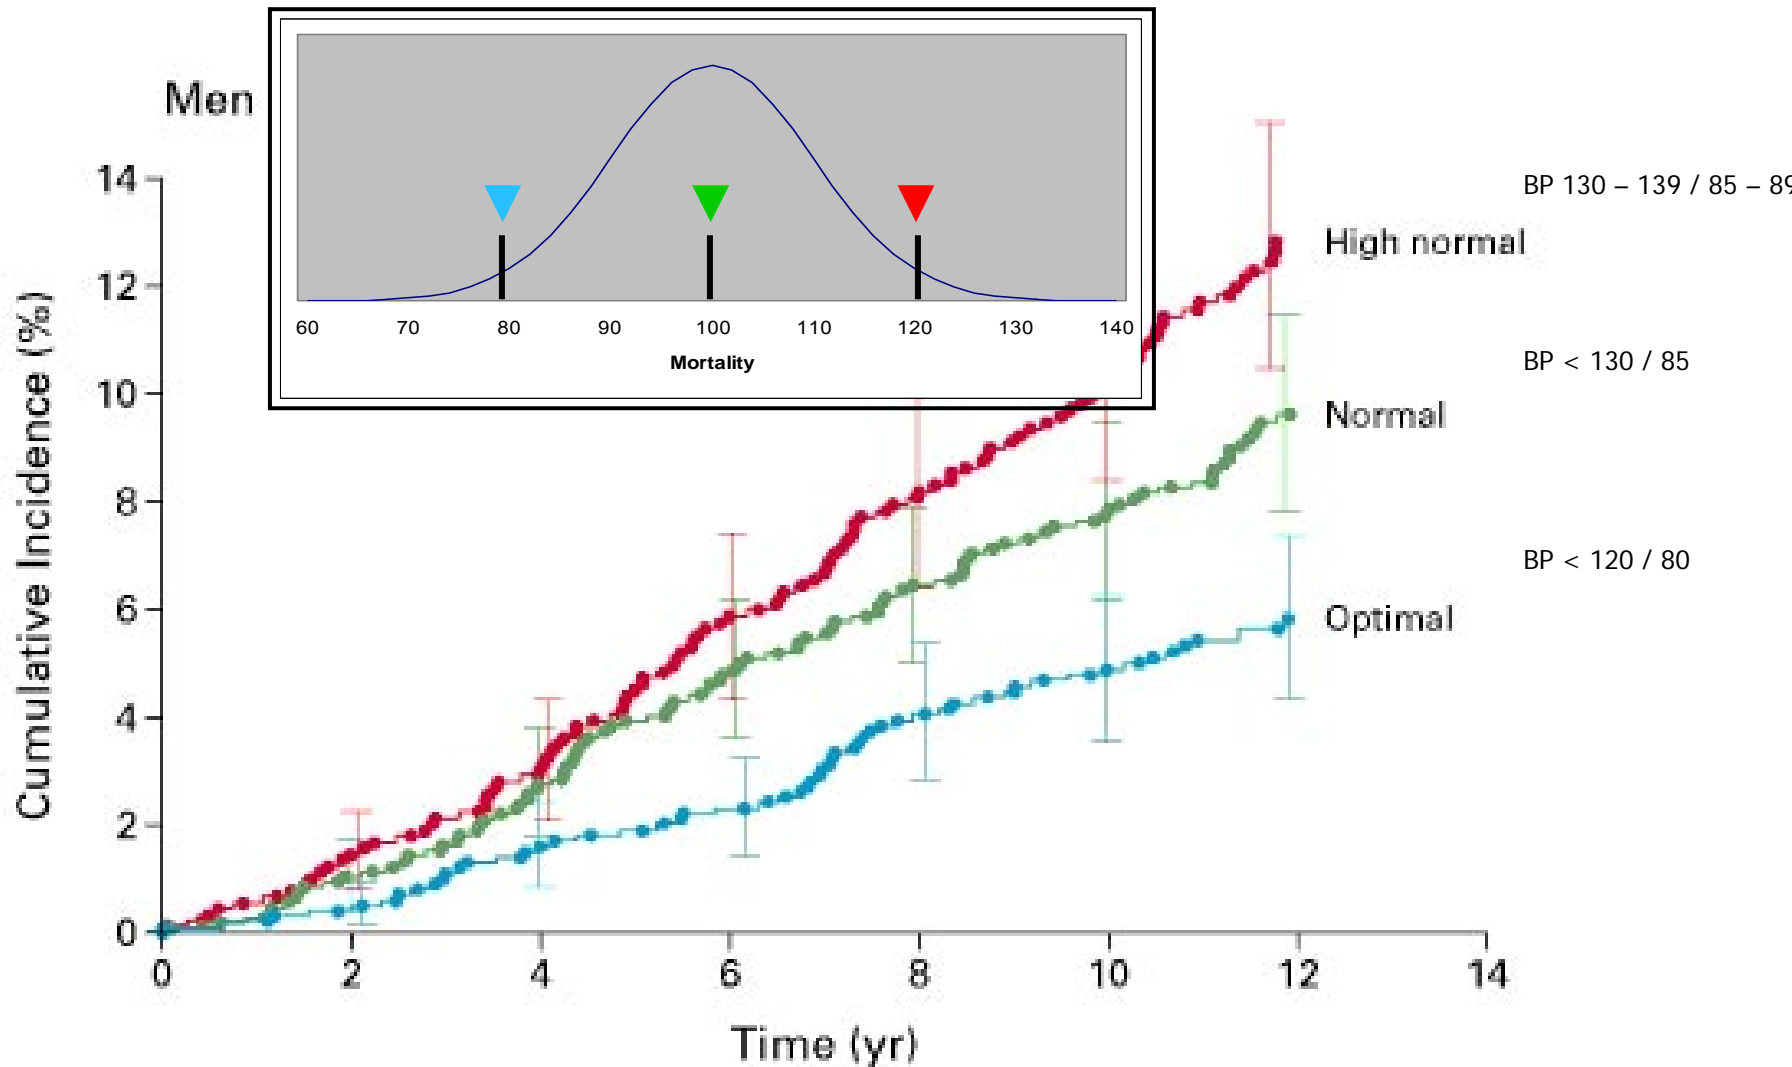 Men
60 70 80 90 100 110 120 130 140
Mortality
Cumulative Incidence (%)
14
12
10
8
6
4
2
0
BP 130 – 139 / 85 – 89
High normal
BP < 130 / 85
Normal
BP < 120 / 80
Optimal
0 2 4 6 8 10 12 14
Time (yr)